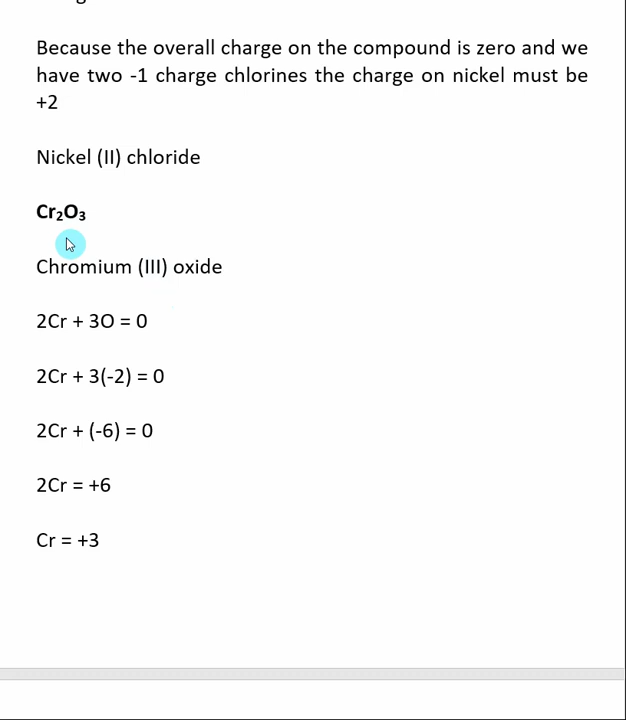 Because the overall charge on the compound is zero and we
have two -1 charge chlorines the charge on nickel must be
+2
Nickel (II) chloride
Cr₂O₃
Chromium (III) oxide
2Cr + 3O = 0
2Cr + 3(-2) = 0
2Cr + (-6) = 0
2Cr = +6
Cr = +3